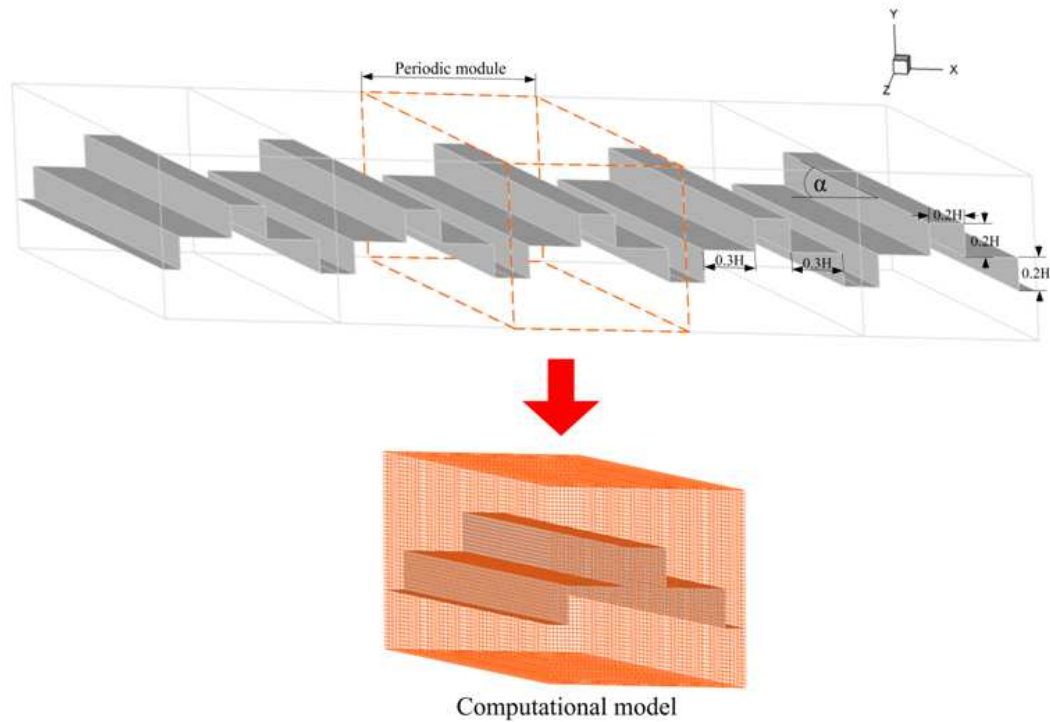 Y
X
Z
Periodic module
α
0.2H
0.2H
0.2H
0.3H
0.3H
Computational model